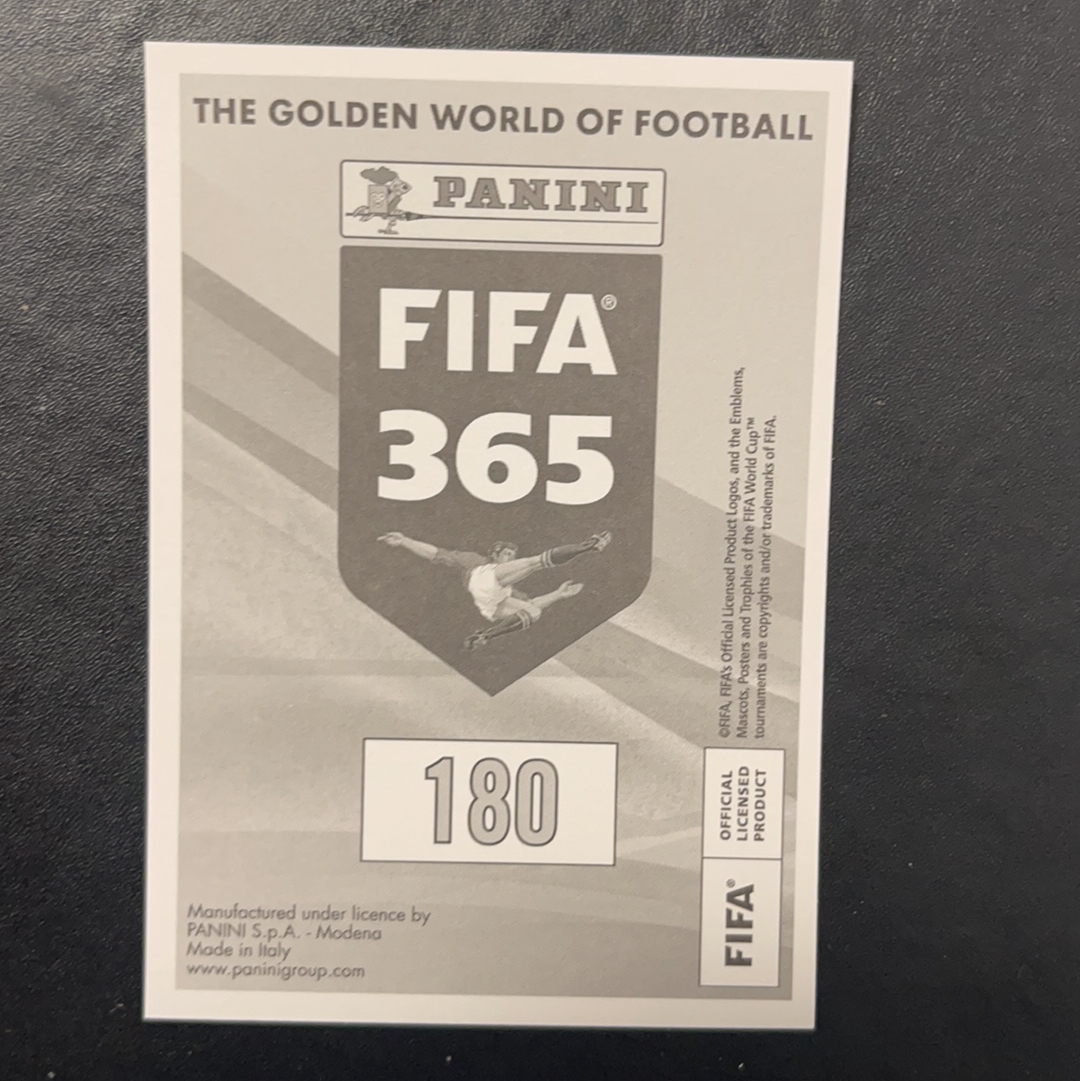 THE GOLDEN WORLD OF FOOTBALL
PANINI
FIFA®
365
©FIFA, FIFA's Official Licensed Product Logos, and the Emblems,
Mascots, Posters and Trophies of the FIFA World Cup™
tournaments are copyrights and/or trademarks of FIFA.
180
OFFICIAL
LICENSED
PRODUCT
FIFA®
Manufactured under licence by
PANINI S.p.A. - Modena
Made in Italy
www.paninigroup.com